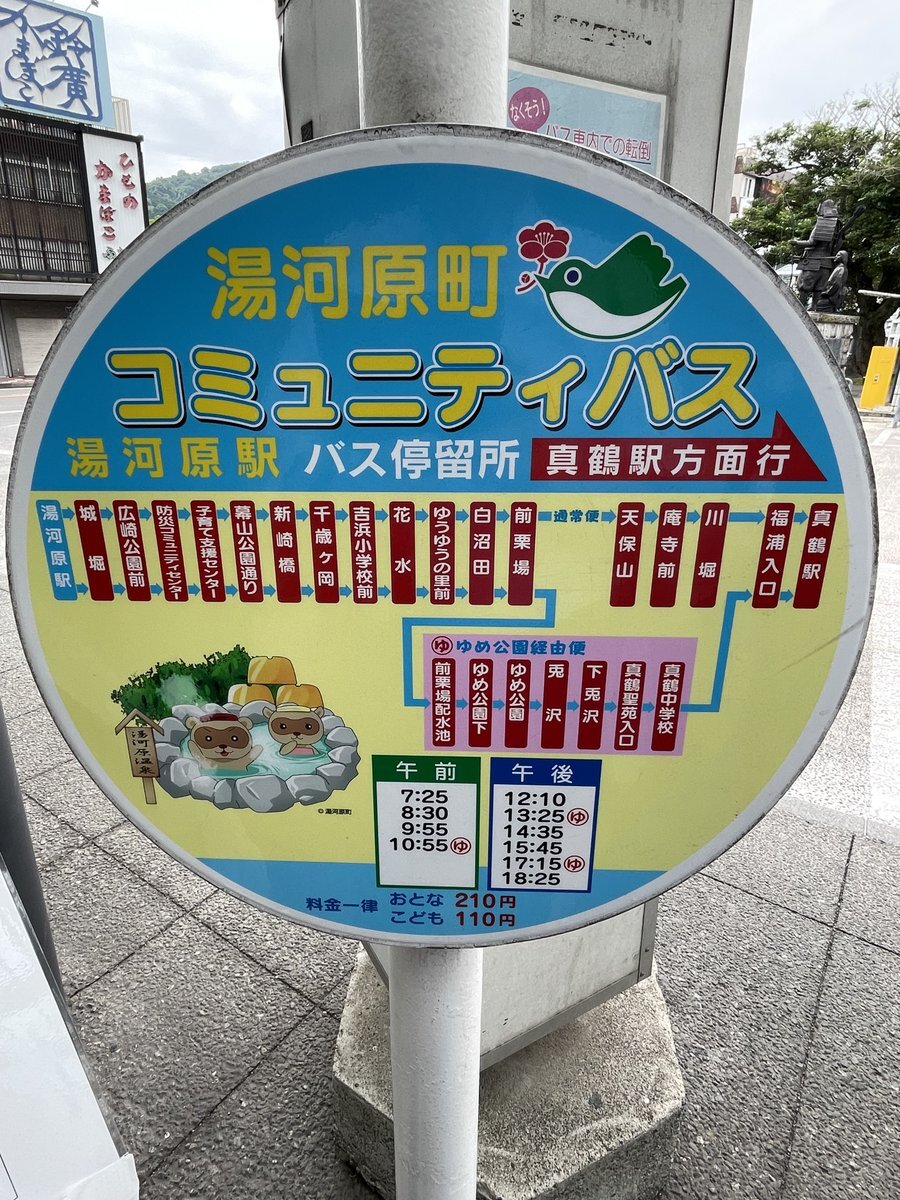 鈴廣
かまぼこ
ひもの
かまぼこ
なくそう!
バス車内での転倒
湯河原町
コミュニティバス
湯河原駅 バス停留所 真鶴駅方面行
湯河原駅
城堀
広崎公園前
防災コミュニティセンター
子育て支援センター
幕山公園通り
新崎橋
千歳ヶ岡
吉浜小学校前
花水
ゆうゆうの里前
白沼田
前栗場
通常便
天保山
庵寺前
川堀
福浦入口
真鶴駅
ゆ ゆめ公園経由便
前栗場配水池
ゆめ公園下
ゆめ公園
兎沢
下兎沢
真鶴聖苑入口
真鶴中学校
湯河原温泉
©湯河原町
午前
7:25
8:30
9:55
10:55 ゆ
午後
12:10
13:25 ゆ
14:35
15:45
17:15 ゆ
18:25
料金一律 おとな 210円
こども 110円